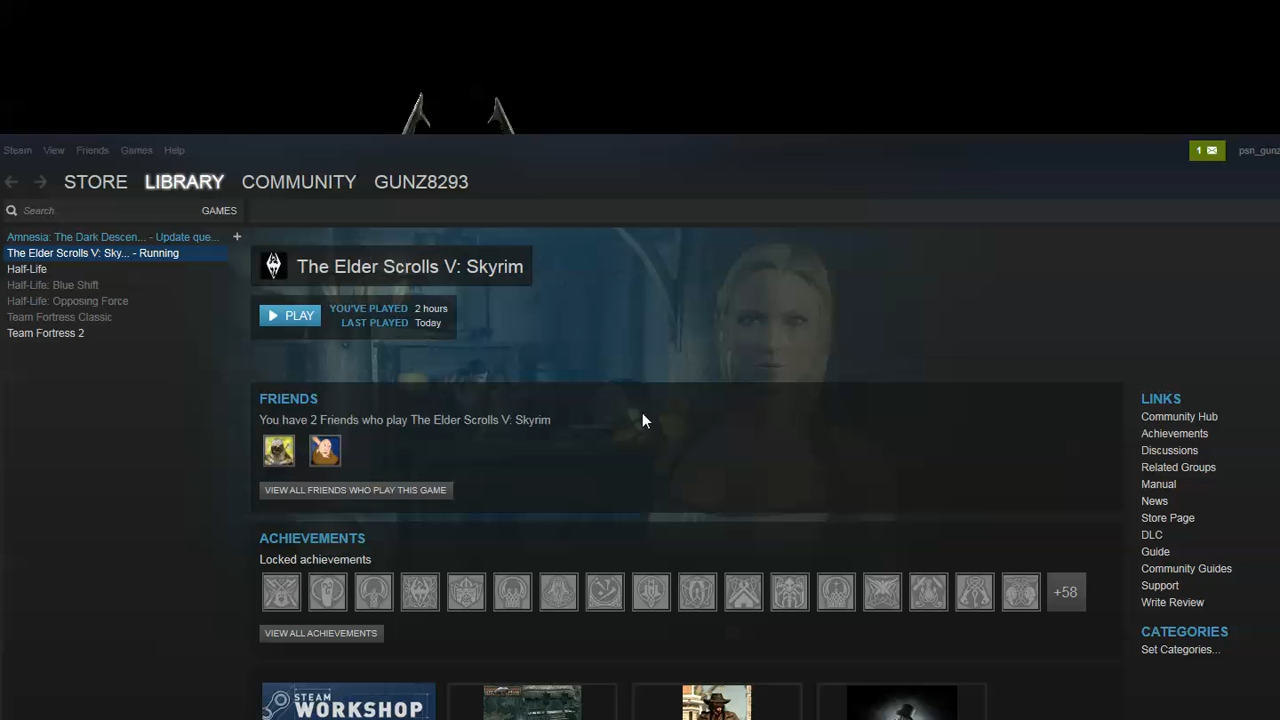 Steam View Friends Games Help
1
psn_gunz
STORE LIBRARY COMMUNITY GUNZ8293
Search GAMES
Amnesia: The Dark Descen... - Update que... +
The Elder Scrolls V: Sky... - Running
Half-Life
Half-Life: Blue Shift
Half-Life: Opposing Force
Team Fortress Classic
Team Fortress 2
The Elder Scrolls V: Skyrim
PLAY
YOU'VE PLAYED 2 hours
LAST PLAYED Today
FRIENDS
You have 2 Friends who play The Elder Scrolls V: Skyrim
VIEW ALL FRIENDS WHO PLAY THIS GAME
ACHIEVEMENTS
Locked achievements
+58
VIEW ALL ACHIEVEMENTS
STEAM
WORKSHOP
LINKS
Community Hub
Achievements
Discussions
Related Groups
Manual
News
Store Page
DLC
Guide
Community Guides
Support
Write Review
CATEGORIES
Set Categories...